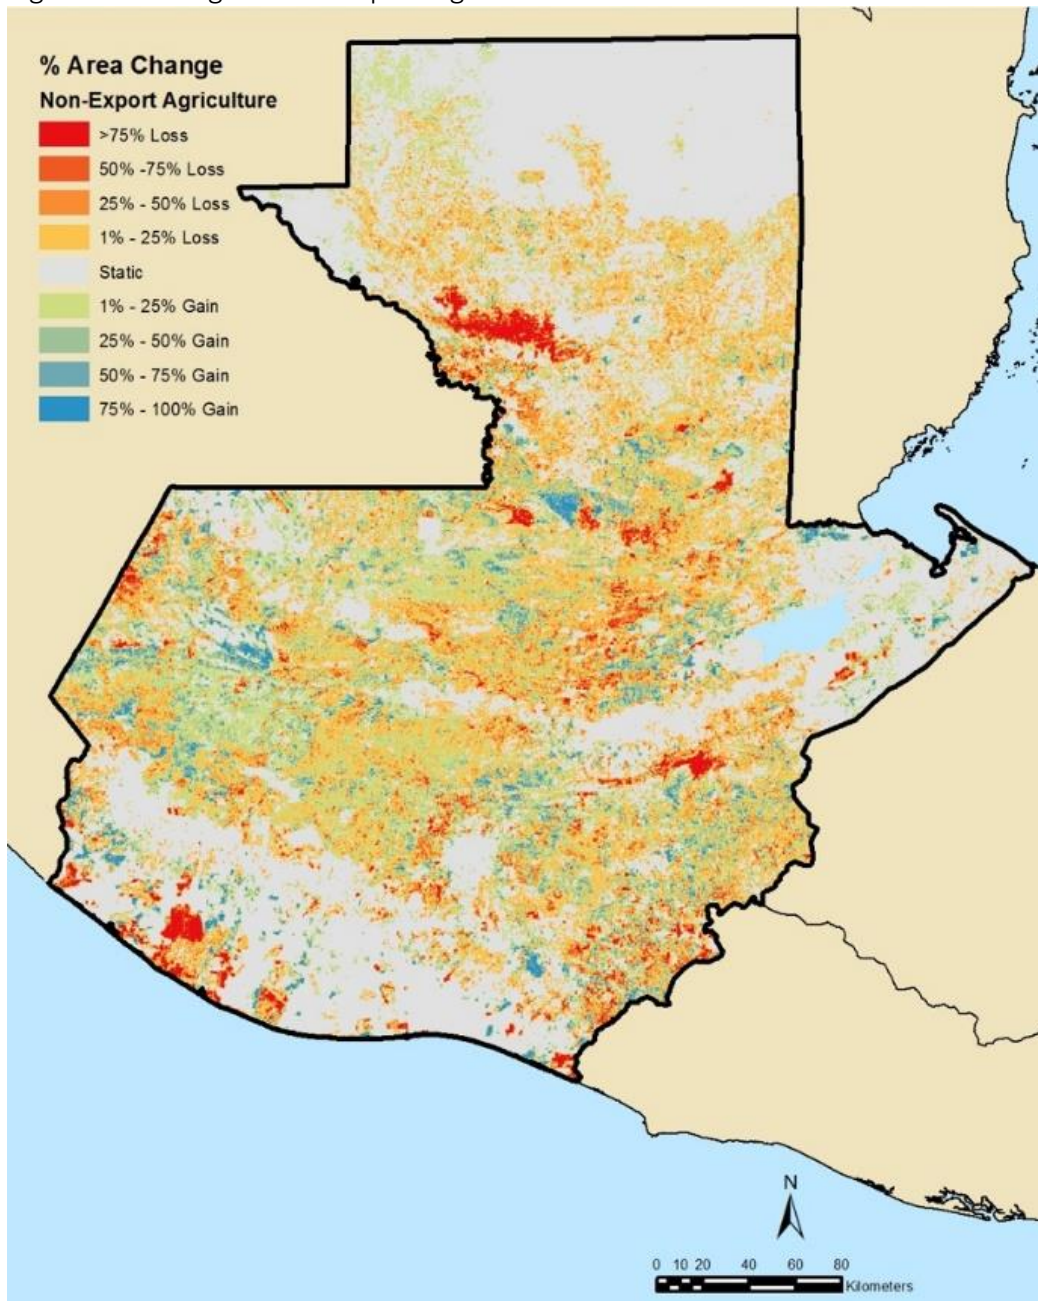 % Area Change
Non-Export Agriculture
>75% Loss
50% -75% Loss
25% - 50% Loss
1% - 25% Loss
Static
1% - 25% Gain
25% - 50% Gain
50% - 75% Gain
75% - 100% Gain
N
0 10 20 40 60 80
Kilometers